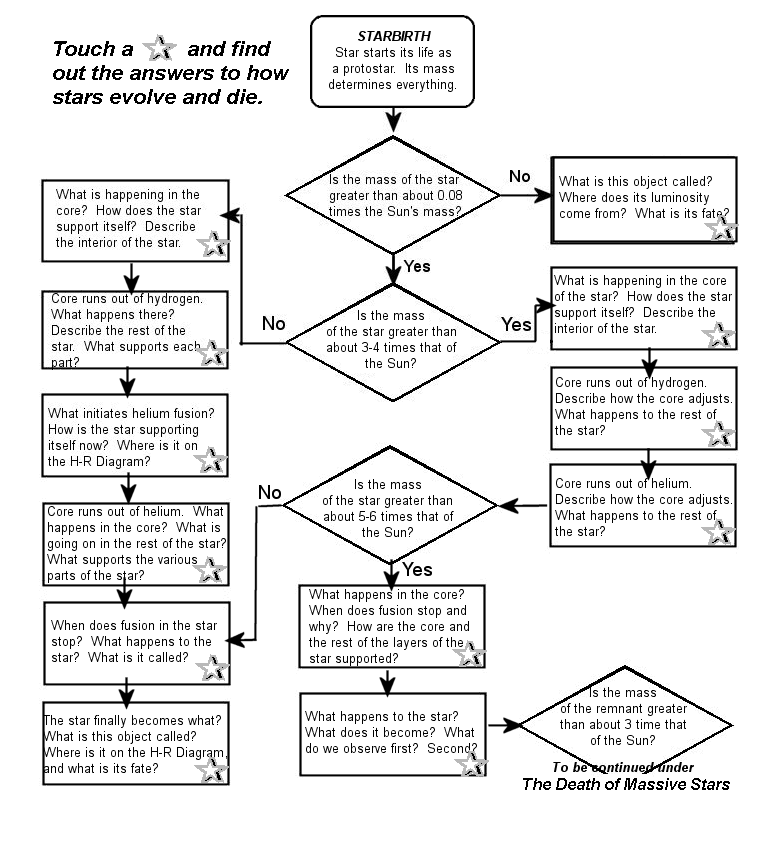 Touch a and find
out the answers to how
stars evolve and die.
STARBIRTH
Star starts its life as
a protostar. Its mass
determines everything.
Is the mass of the star
greater than about 0.08
times the Sun's mass?
No
What is this object called?
Where does its luminosity
come from? What is its fate?
Yes
Is the mass
of the star greater than
about 3-4 times that of
the Sun?
No
What is happening in the
core? How does the star
support itself? Describe
the interior of the star.
Core runs out of hydrogen.
What happens there?
Describe the rest of the
star. What supports each
part?
What initiates helium fusion?
How is the star supporting
itself now? Where is it on
the H-R Diagram?
Core runs out of helium. What
happens in the core? What is
going on in the rest of the star?
What supports the various
parts of the star?
When does fusion in the star
stop? What happens to the
star? What is it called?
The star finally becomes what?
What is this object called?
Where is it on the H-R Diagram,
and what is its fate?
Yes
What is happening in the core
of the star? How does the star
support itself? Describe the
interior of the star.
Core runs out of hydrogen.
Describe how the core adjusts.
What happens to the rest of
the star?
Core runs out of helium.
Describe how the core adjusts.
What happens to the rest of
the star?
Is the mass
of the star greater than
about 5-6 times that of
the Sun?
No
Yes
What happens in the core?
When does fusion stop and
why? How are the core and
the rest of the layers of the
star supported?
What happens to the star?
What does it become? What
do we observe first? Second?
Is the mass
of the remnant greater
than about 3 time that
of the Sun?
To be continued under
The Death of Massive Stars